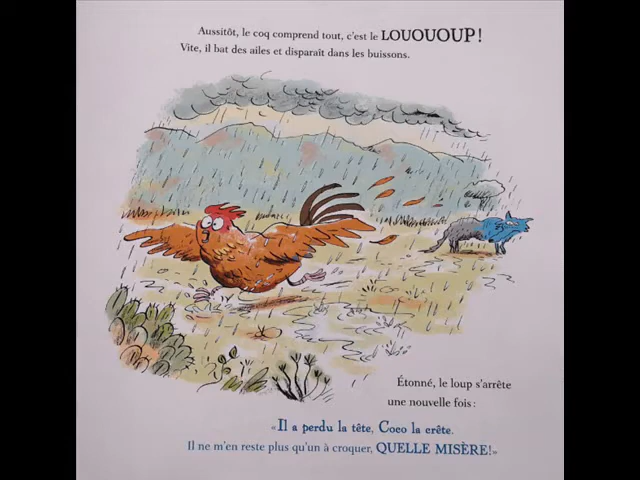 Aussitôt, le coq comprend tout, c'est le LOUOUOUP !
Vite, il bat des ailes et disparaît dans les buissons.
Étonné, le loup s'arrête
une nouvelle fois :
« Il a perdu la tête, Coco la crête.
Il ne m'en reste plus qu'un à croquer, QUELLE MISÈRE ! »